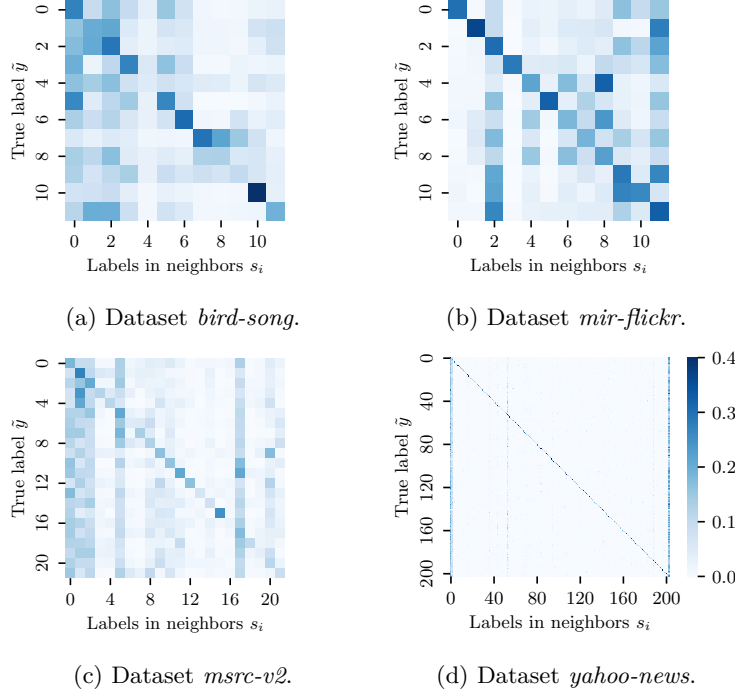 0
2
4
6
8
10
True label ỹ
0 2 4 6 8 10
Labels in neighbors s_i
(a) Dataset bird-song.
0
2
4
6
8
10
True label ỹ
0 2 4 6 8 10
Labels in neighbors s_i
(b) Dataset mir-flickr.
0
4
8
12
16
20
True label ỹ
0 4 8 12 16 20
Labels in neighbors s_i
(c) Dataset msrc-v2.
0
40
80
120
160
200
True label ỹ
0 40 80 120 160 200
Labels in neighbors s_i
0.4
0.3
0.2
0.1
0.0
(d) Dataset yahoo-news.